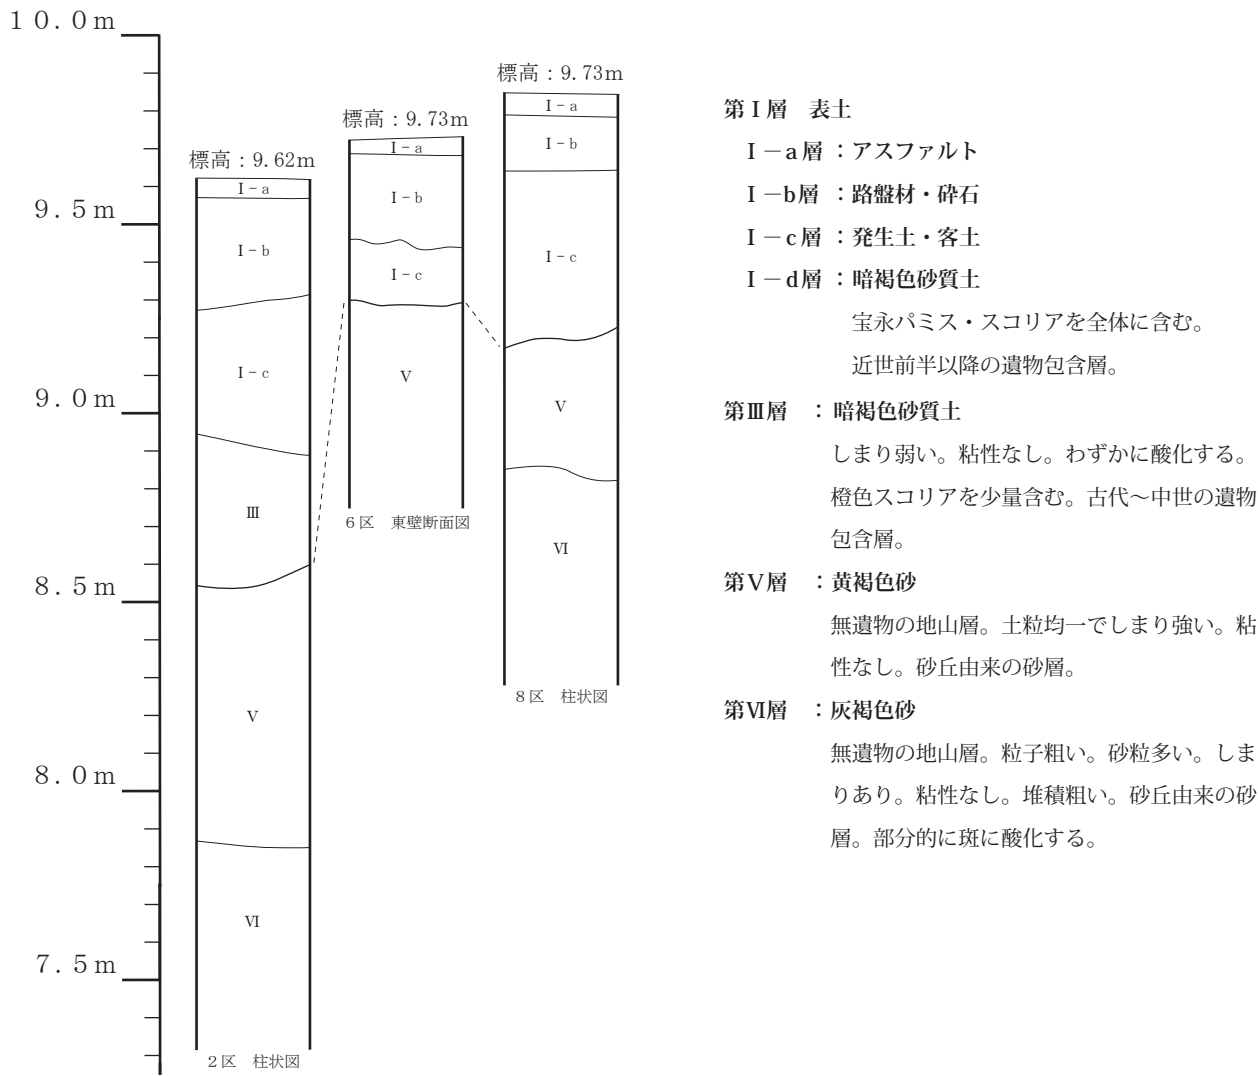 10.0m
9.5m
9.0m
8.5m
8.0m
7.5m
標高：9.62m
Ⅰ－a
Ⅰ－b
Ⅰ－c
Ⅲ
Ⅴ
Ⅵ
2区　柱状図
標高：9.73m
Ⅰ－a
Ⅰ－b
Ⅰ－c
Ⅴ
6区　東壁断面図
標高：9.73m
Ⅰ－a
Ⅰ－b
Ⅰ－c
Ⅴ
Ⅵ
8区　柱状図
第Ⅰ層　表土
Ⅰ－a層：アスファルト
Ⅰ－b層：路盤材・砕石
Ⅰ－c層：発生土・客土
Ⅰ－d層：暗褐色砂質土
宝永パミス・スコリアを全体に含む。
近世前半以降の遺物包含層。
第Ⅲ層　：暗褐色砂質土
しまり弱い。粘性なし。わずかに酸化する。
橙色スコリアを少量含む。古代～中世の遺物
包含層。
第Ⅴ層　：黄褐色砂
無遺物の地山層。土粒均一でしまり強い。粘
性なし。砂丘由来の砂層。
第Ⅵ層　：灰褐色砂
無遺物の地山層。粒子粗い。砂粒多い。しま
りあり。粘性なし。堆積粗い。砂丘由来の砂
層。部分的に斑に酸化する。